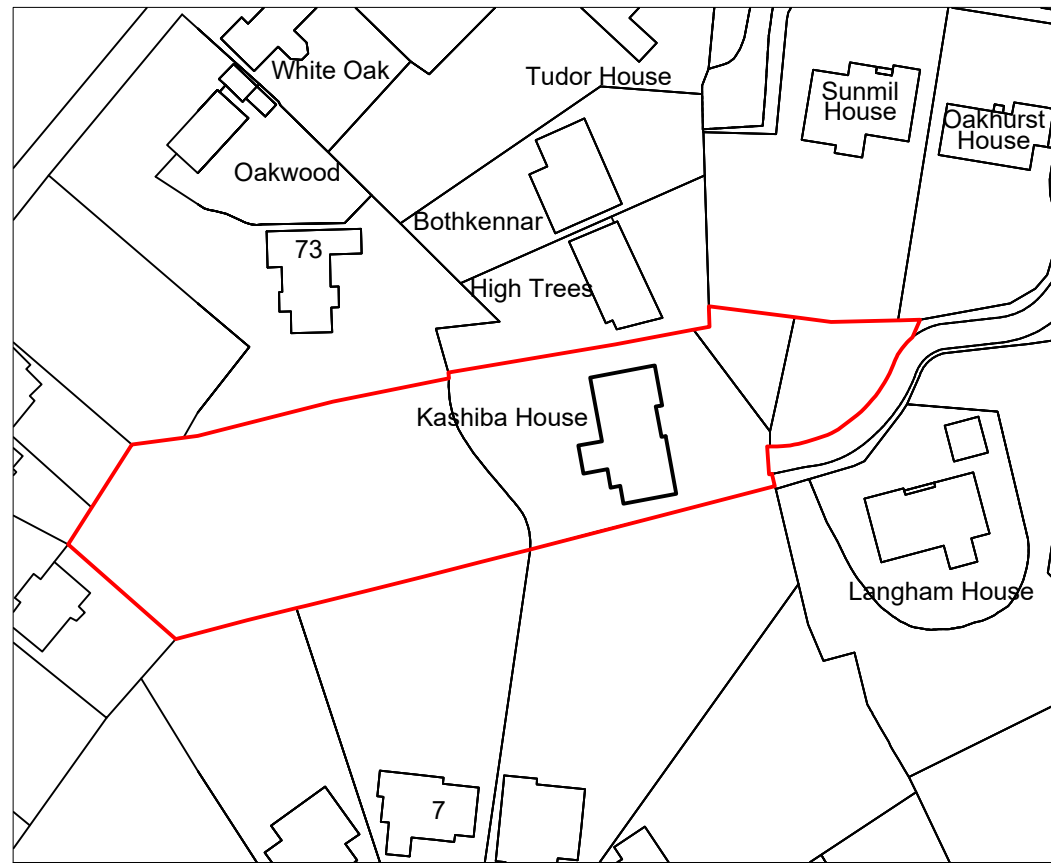 White Oak
Tudor House
Sunmil
House
Oakhurst
House
Oakwood
Bothkennar
73
High Trees
Kashiba House
Langham House
7